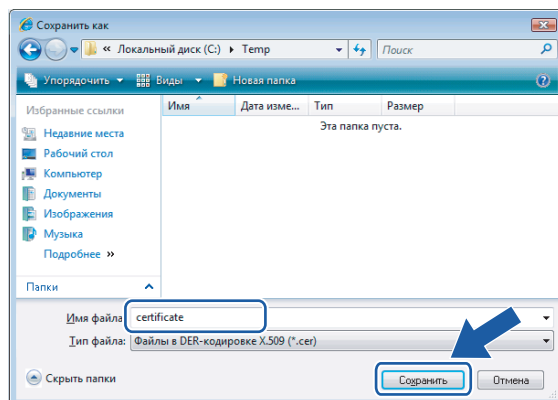 Сохранить как
« Локальный диск (C:) Temp
Поиск
Упорядочить Виды Новая папка
Избранные ссылки
Недавние места
Рабочий стол
Компьютер
Документы
Изображения
Музыка
Подробнее »
Папки
Имя Дата изме... Тип Размер
Эта папка пуста.
Имя файла: certificate
Тип файла: Файлы в DER-кодировке X.509 (*.cer)
Скрыть папки
Сохранить
Отмена